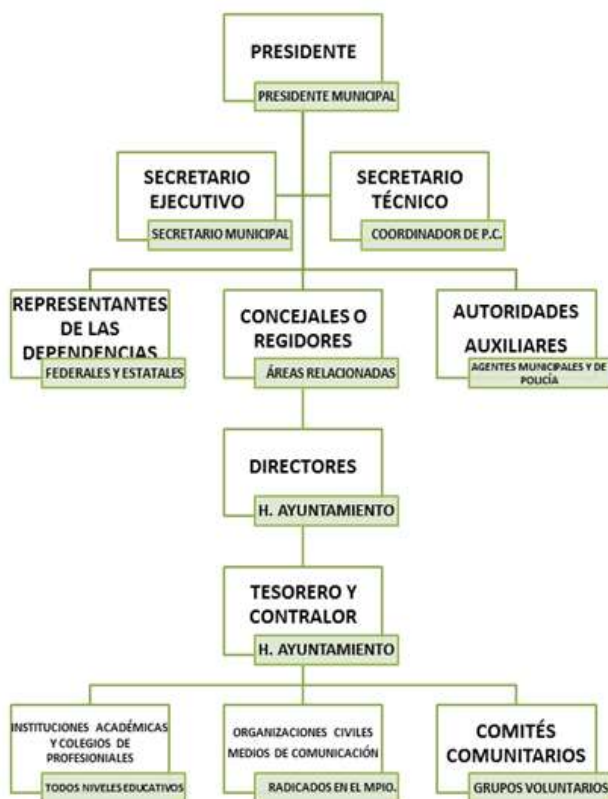 PRESIDENTE
PRESIDENTE MUNICIPAL
SECRETARIO
EJECUTIVO
SECRETARIO MUNICIPAL
SECRETARIO
TÉCNICO
COORDINADOR DE P.C.
REPRESENTANTES
DE LAS
DEPENDENCIAS
FEDERALES Y ESTATALES
CONCEJALES O
REGIDORES
ÁREAS RELACIONADAS
AUTORIDADES
AUXILIARES
AGENTES MUNICIPALES Y DE
POLICÍA
DIRECTORES
H. AYUNTAMIENTO
TESORERO Y
CONTRALOR
H. AYUNTAMIENTO
INSTITUCIONES ACADÉMICAS
Y COLEGIOS DE
PROFESIONIALES
TODOS NIVELES EDUCATIVOS
ORGANIZACIONES CIVILES
MEDIOS DE COMUNICACIÓN
RADICADOS EN EL MPIO.
COMITÉS
COMUNITARIOS
GRUPOS VOLUNTARIOS